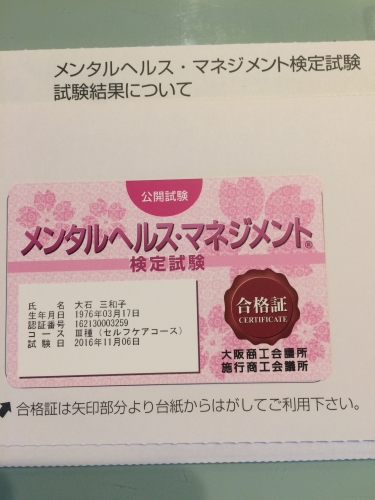 メンタルヘルス・マネジメント検定試験
試験結果について
公開試験
メンタルヘルス・マネジメント®
検定試験
氏　　名　大石 三和子
生年月日　1976年03月17日
認証番号　162130003259
コ ー ス　Ⅲ種（セルフケアコース）
試 験 日　2016年11月06日
合格証
CERTIFICATE
大阪商工会議所
施行商工会議所
合格証は矢印部分より台紙からはがしてご利用下さい。